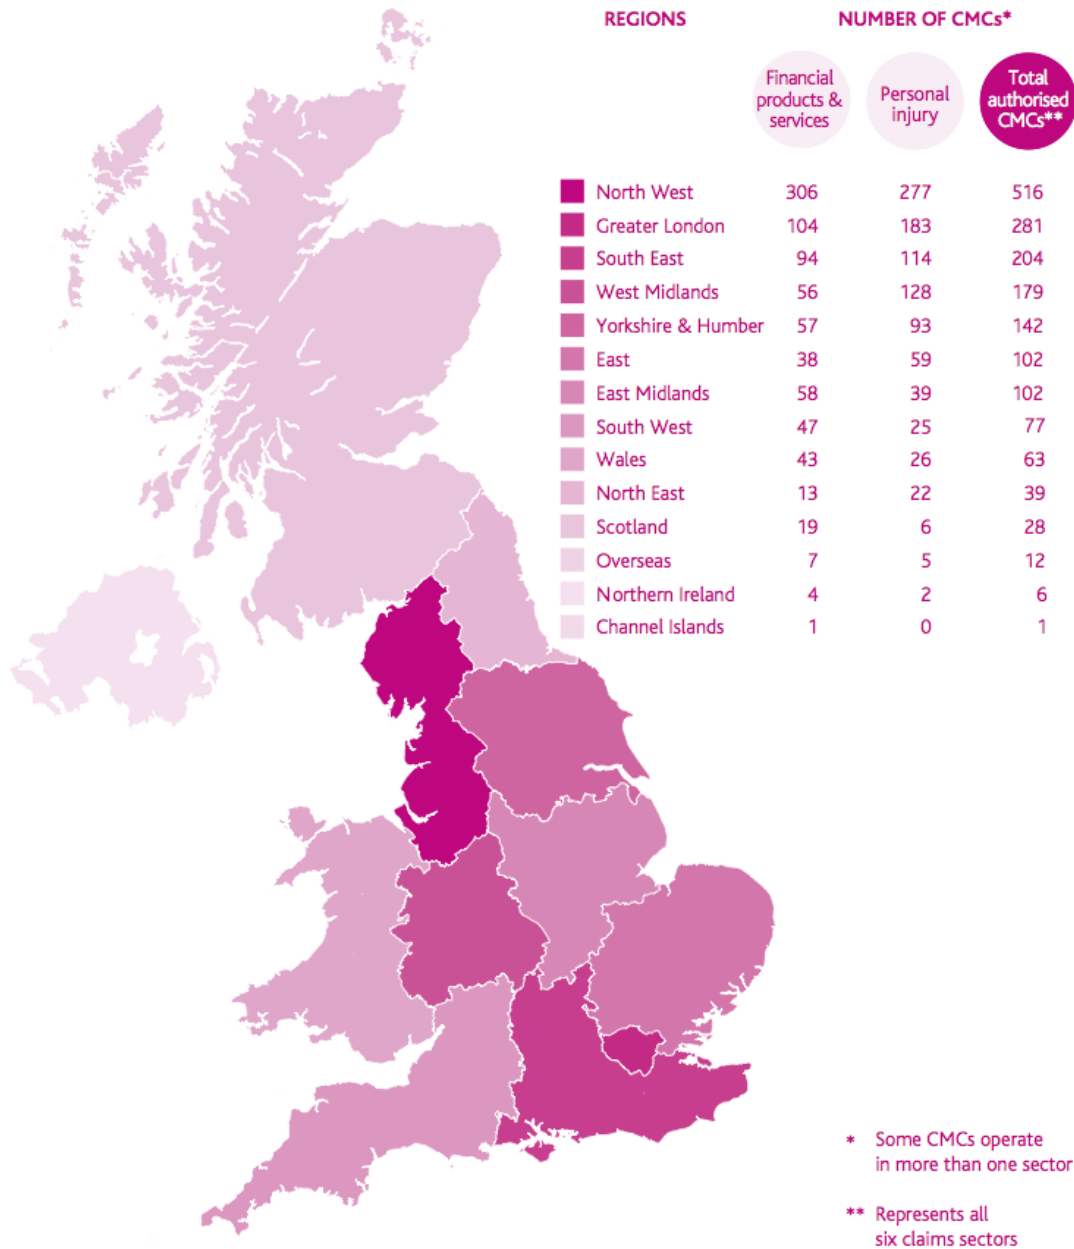 REGIONS NUMBER OF CMCs*
Financial products & services
Personal injury
Total authorised CMCs**
North West 306 277 516
Greater London 104 183 281
South East 94 114 204
West Midlands 56 128 179
Yorkshire & Humber 57 93 142
East 38 59 102
East Midlands 58 39 102
South West 47 25 77
Wales 43 26 63
North East 13 22 39
Scotland 19 6 28
Overseas 7 5 12
Northern Ireland 4 2 6
Channel Islands 1 0 1
* Some CMCs operate
in more than one sector
** Represents all
six claims sectors